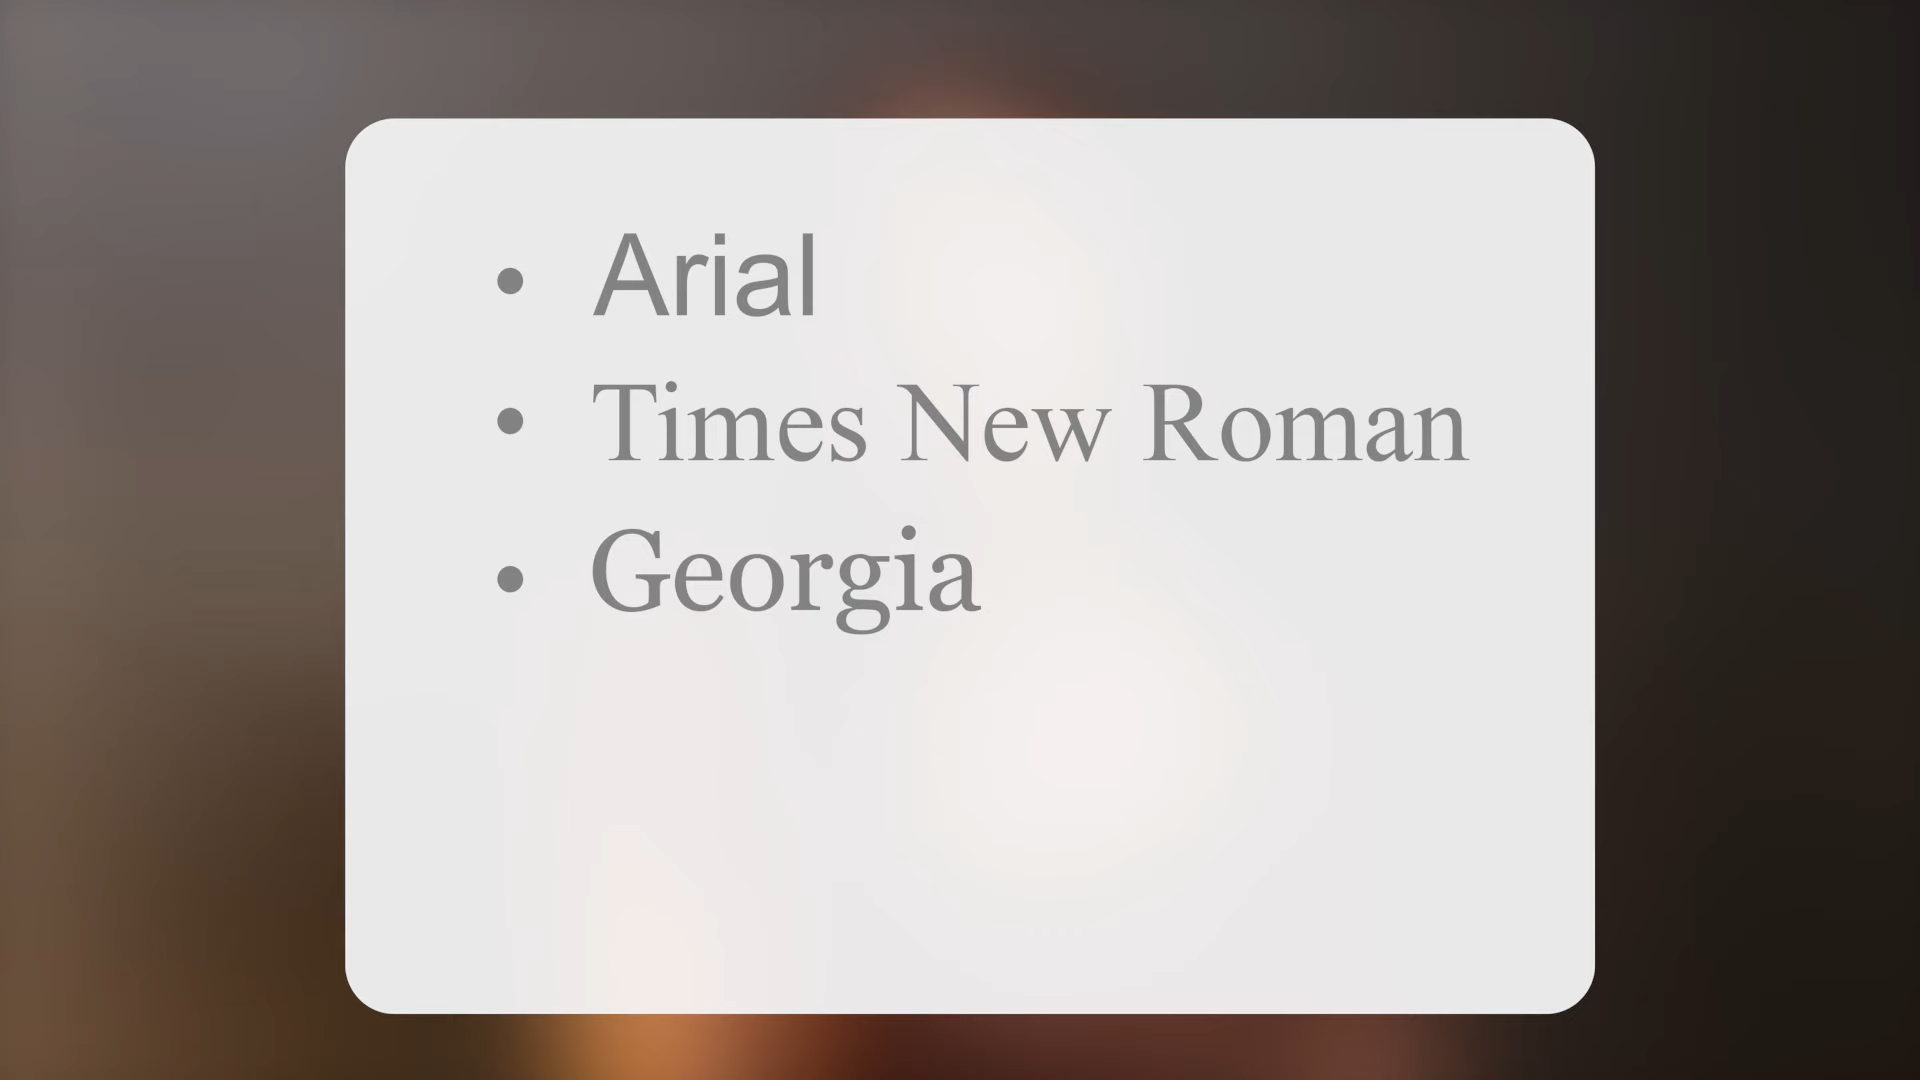 • Arial
• Times New Roman
• Georgia